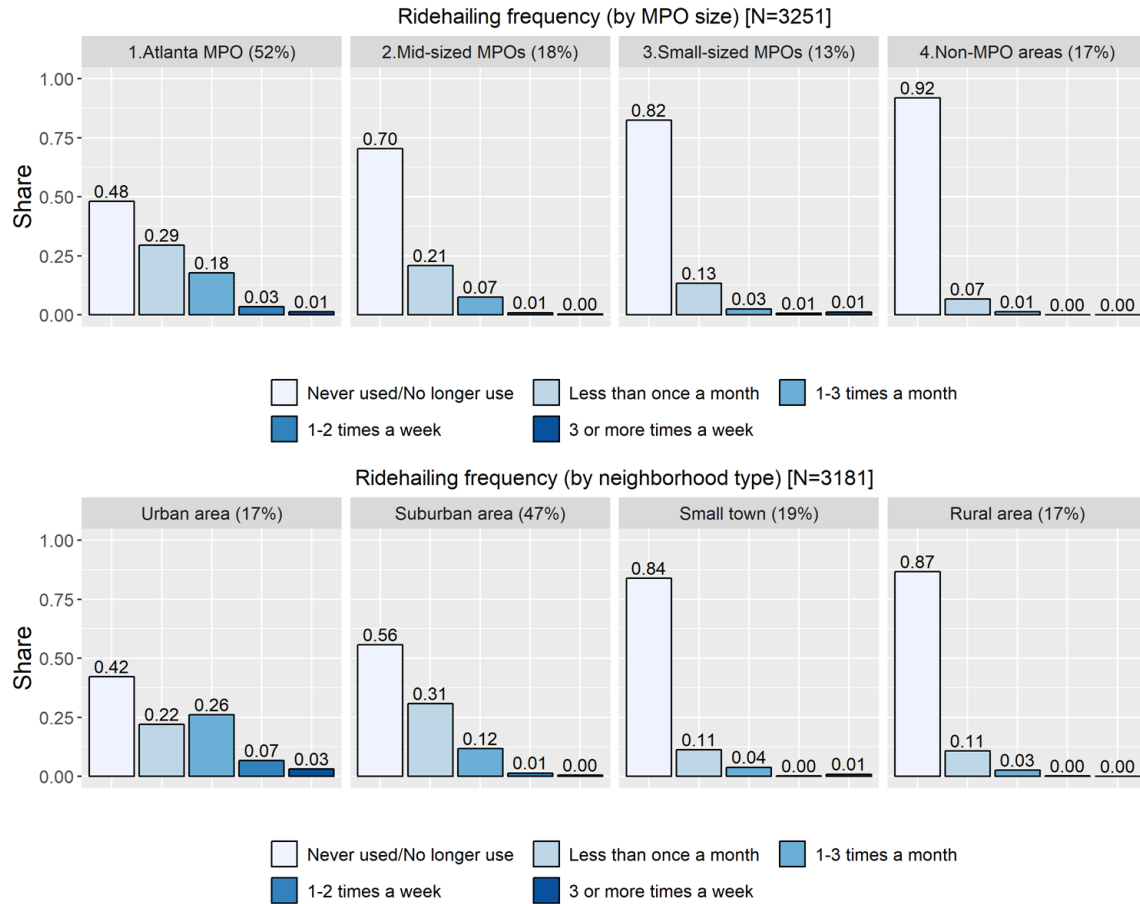 Ridehailing frequency (by MPO size) [N=3251]
1.Atlanta MPO (52%) 2.Mid-sized MPOs (18%) 3.Small-sized MPOs (13%) 4.Non-MPO areas (17%)
Share
1.00
0.75
0.50
0.25
0.00
0.48 0.29 0.18 0.03 0.01
0.70 0.21 0.07 0.01 0.00
0.82 0.13 0.03 0.01 0.01
0.92 0.07 0.01 0.00 0.00
Never used/No longer use Less than once a month 1-3 times a month
1-2 times a week 3 or more times a week
Ridehailing frequency (by neighborhood type) [N=3181]
Urban area (17%) Suburban area (47%) Small town (19%) Rural area (17%)
Share
1.00
0.75
0.50
0.25
0.00
0.42 0.22 0.26 0.07 0.03
0.56 0.31 0.12 0.01 0.00
0.84 0.11 0.04 0.00 0.01
0.87 0.11 0.03 0.00 0.00
Never used/No longer use Less than once a month 1-3 times a month
1-2 times a week 3 or more times a week